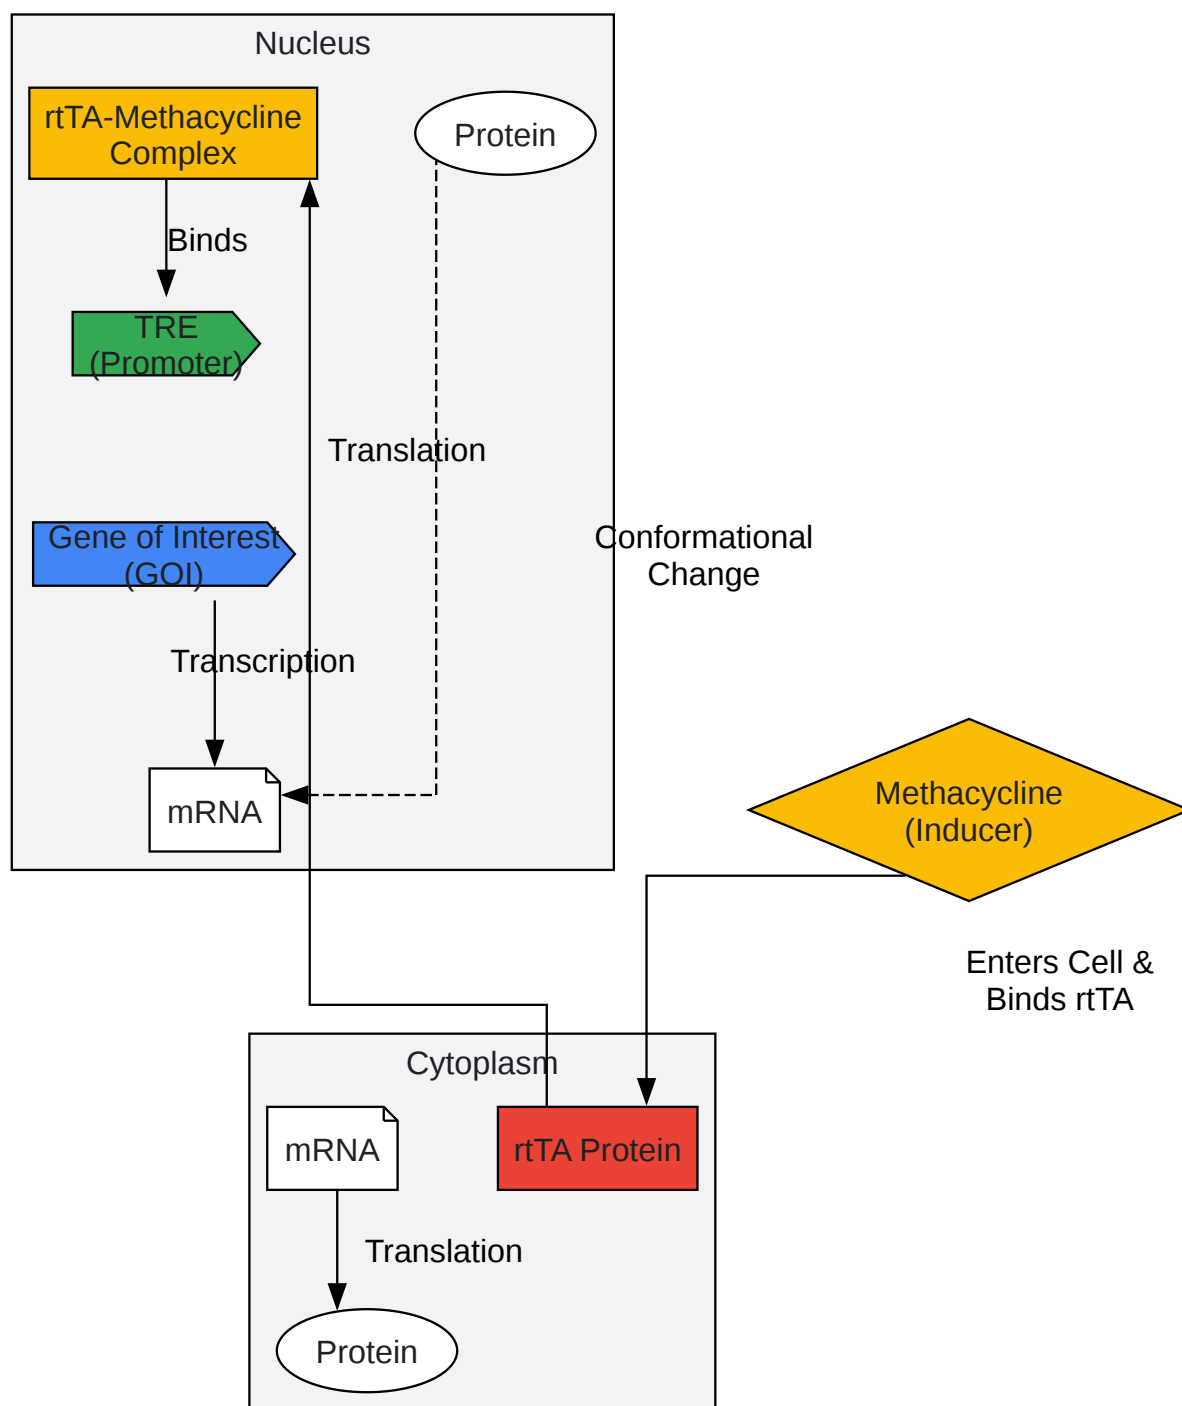 Nucleus
rtTA-Methacycline
Complex
Protein
Binds
TRE
(Promoter)
Translation
Gene of Interest
(GOI)
Conformational
Change
Transcription
mRNA
Methacycline
(Inducer)
Enters Cell &
Binds rtTA
Cytoplasm
mRNA
rtTA Protein
Translation
Protein